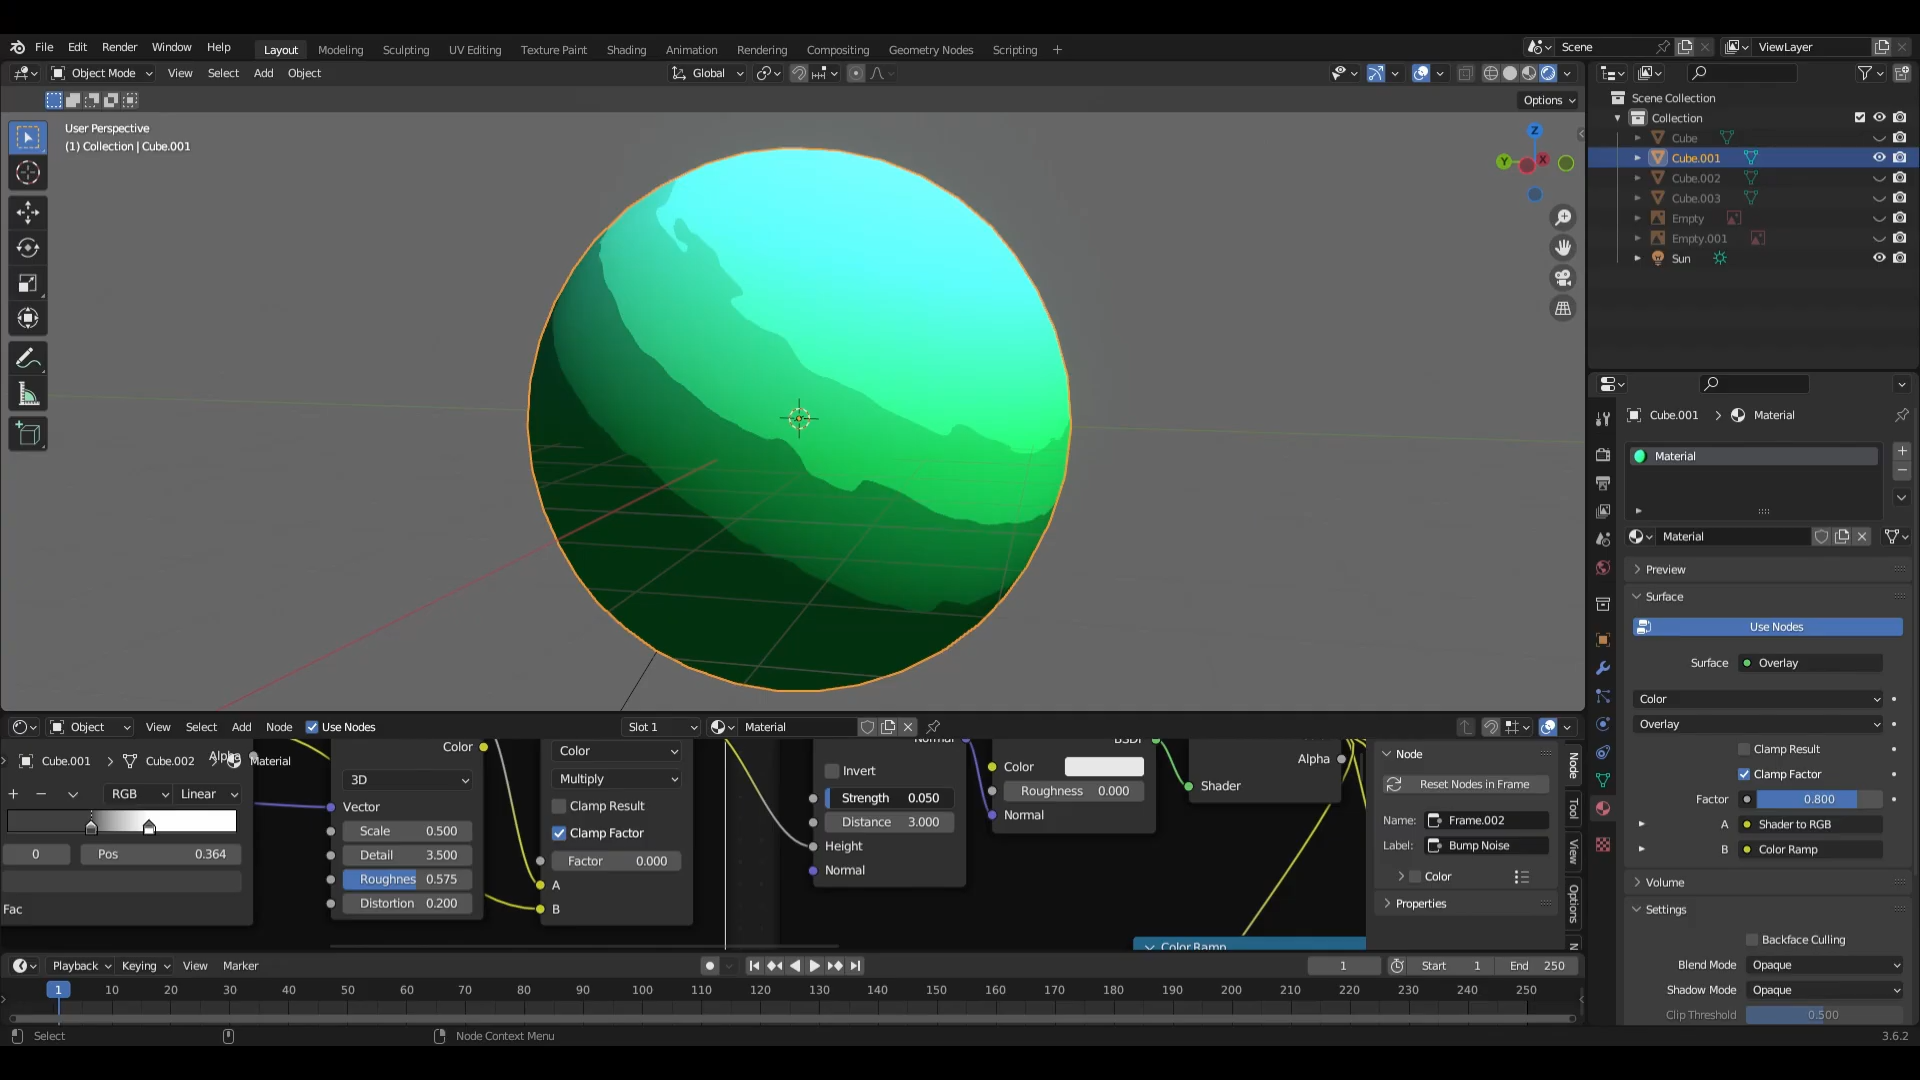 File Edit Render Window Help Layout Modeling Sculpting UV Editing Texture Paint Shading Animation Rendering Compositing Geometry Nodes Scripting + Scene ViewLayer
Object Mode View Select Add Object Global
Options
User Perspective
(1) Collection | Cube.001
Z
Y
X
Scene Collection
Collection
Cube
Cube.001
Cube.002
Cube.003
Empty
Empty.001
Sun
Cube.001 > Material
Material
Material
Preview
Surface
Use Nodes
Surface Overlay
Color
Overlay
Clamp Result
Clamp Factor
Factor 0.800
A Shader to RGB
B Color Ramp
Volume
Settings
Backface Culling
Blend Mode Opaque
Shadow Mode Opaque
Clip Threshold 0.500
Object View Select Add Node Use Nodes Slot 1 Material
Cube.001 > Cube.002 > Material
Alpha
RGB Linear
0 Pos 0.364
Fac
Color
3D
Vector
Scale 0.500
Detail 3.500
Roughnes 0.575
Distortion 0.200
Color
Multiply
Clamp Result
Clamp Factor
Factor 0.000
A
B
Normal
Invert
Strength 0.050
Distance 3.000
Height
Normal
BSDF
Color
Roughness 0.000
Normal
Alpha
Shader
Color Ramp
Node
Reset Nodes in Frame
Name: Frame.002
Label: Bump Noise
Color
Properties
Node
Tool
View
Options
N
Playback Keying View Marker 1 Start 1 End 250
1 10 20 30 40 50 60 70 80 90 100 110 120 130 140 150 160 170 180 190 200 210 220 230 240 250
Select Node Context Menu 3.6.2